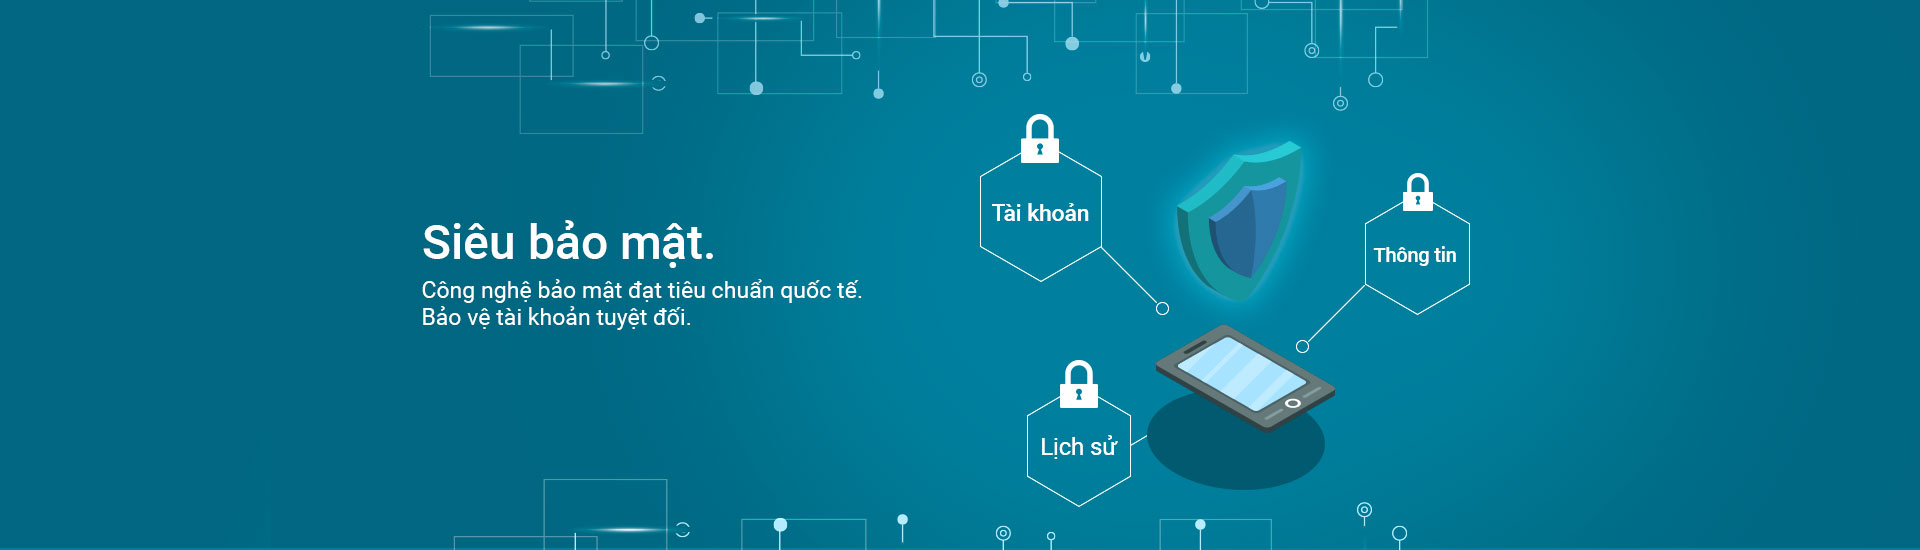 Siêu bảo mật.
Công nghệ bảo mật đạt tiêu chuẩn quốc tế.
Bảo vệ tài khoản tuyệt đối.
Tài khoản
Thông tin
Lịch sử